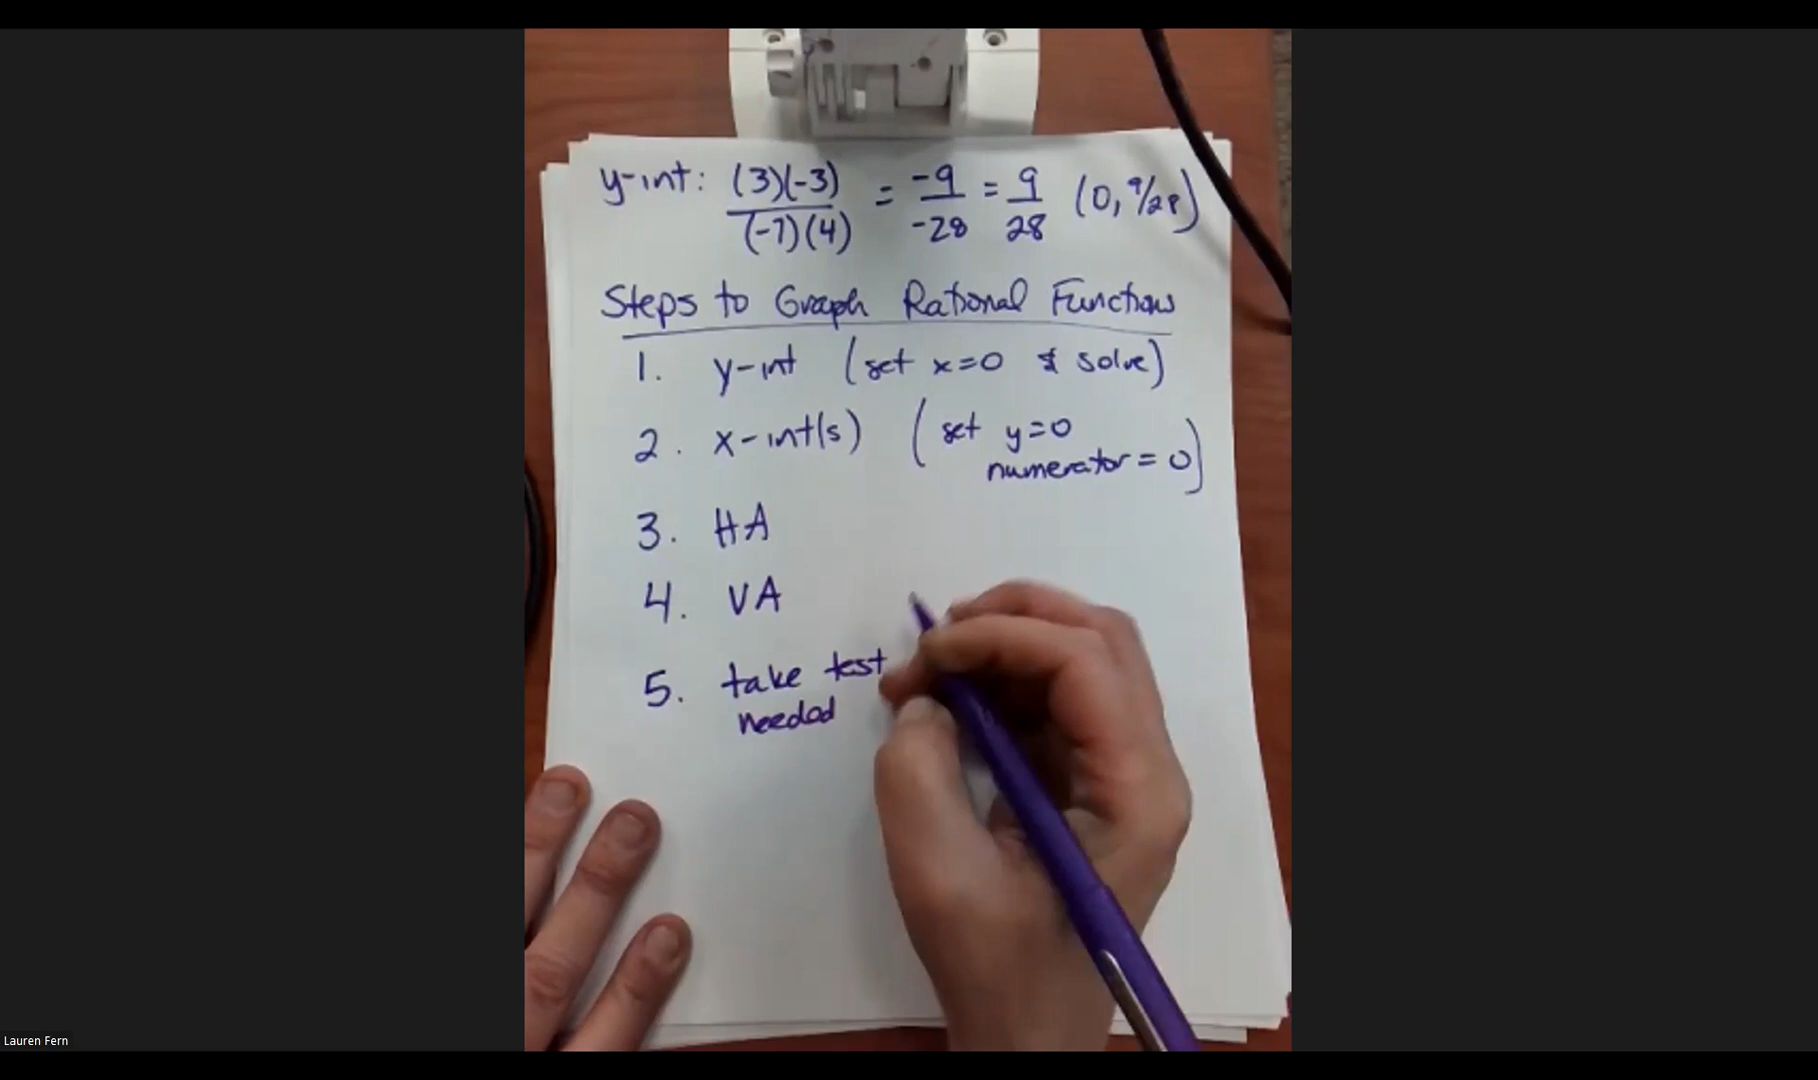 y-int: (3)(-3) / (-7)(4) = -9/-28 = 9/28 (0, 9/28)
Steps to Graph Rational Functions
1. y-int (set x=0 & solve)
2. x-int(s) (set y=0
numerator = 0)
3. HA
4. VA
5. take test
needed
Lauren Fern